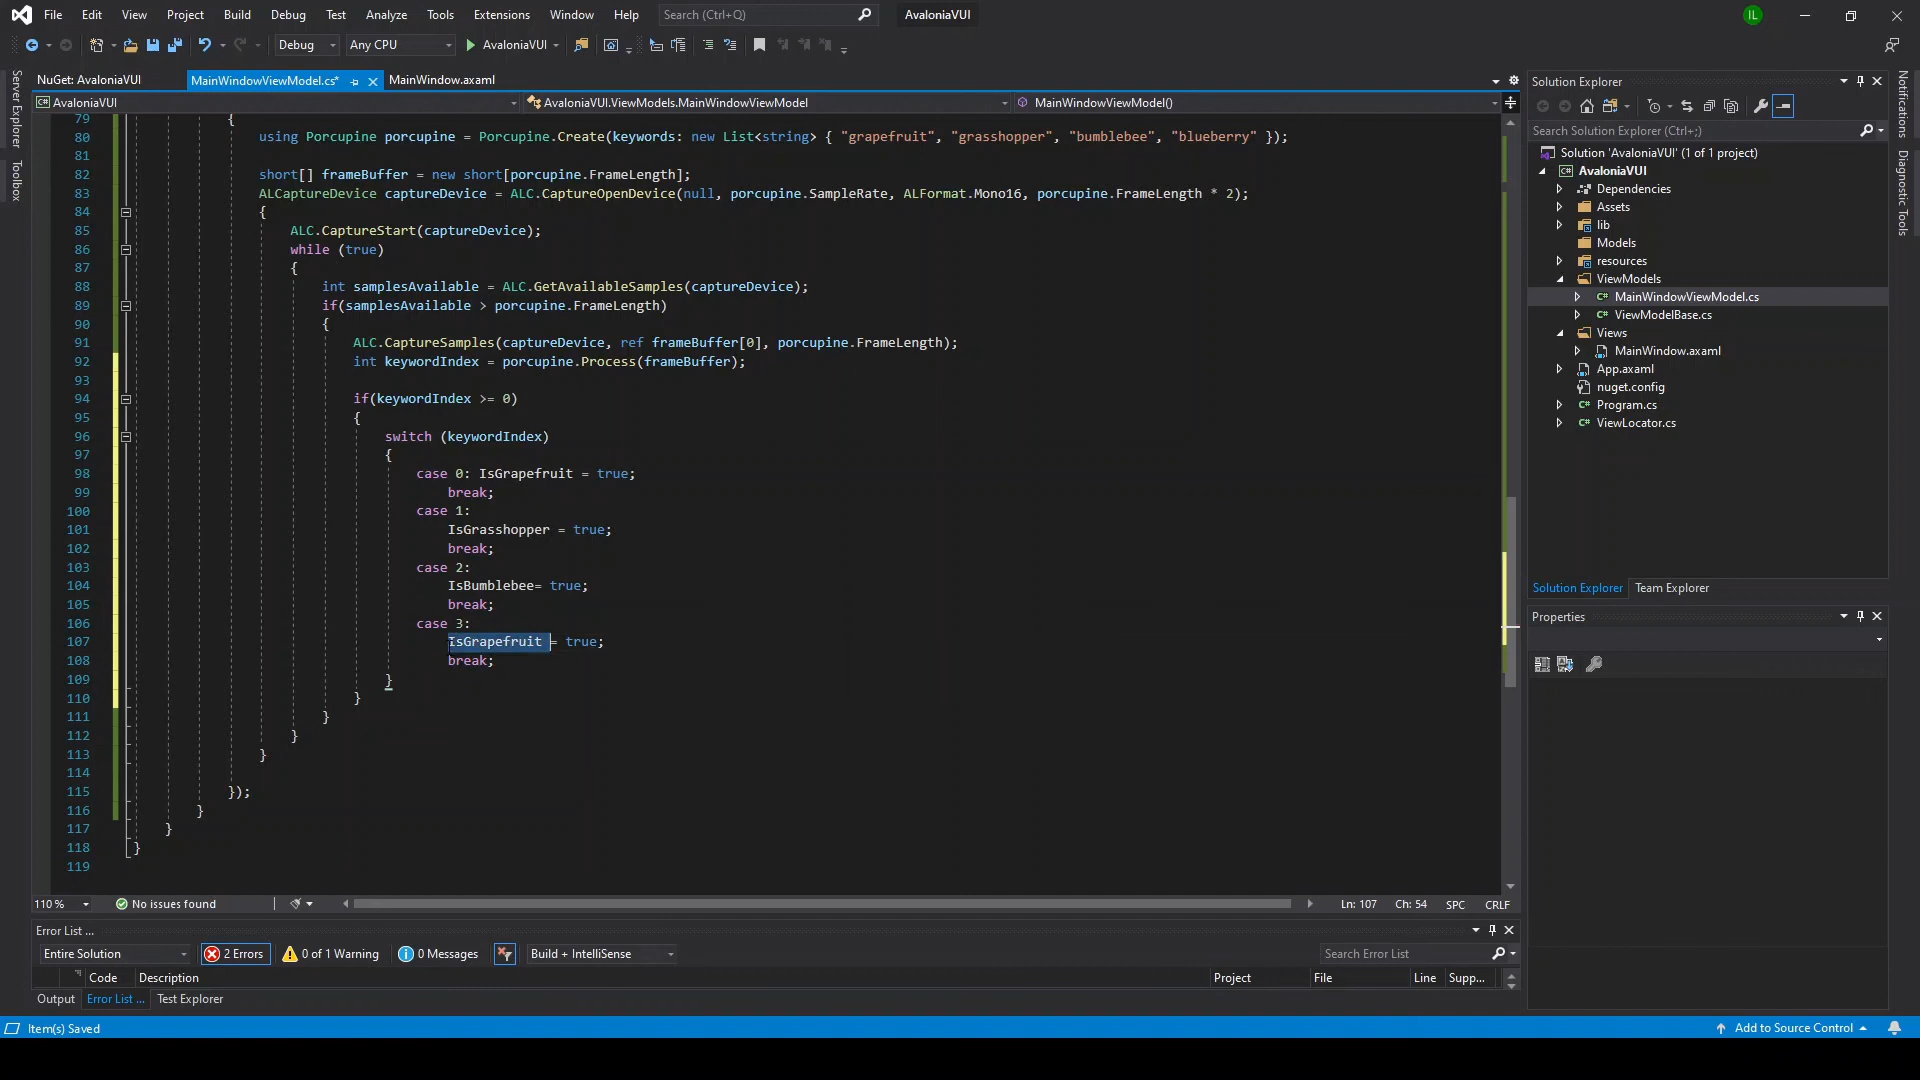 File Edit View Project Build Debug Test Analyze Tools Extensions Window Help Search (Ctrl+Q) AvaloniaVUI IL
Debug Any CPU AvaloniaVUI
Server Explorer
Toolbox
NuGet: AvaloniaVUI MainWindowViewModel.cs* MainWindow.axaml
AvaloniaVUI AvaloniaVUI.ViewModels.MainWindowViewModel MainWindowViewModel()
79 {
80 using Porcupine porcupine = Porcupine.Create(keywords: new List<string> { "grapefruit", "grasshopper", "bumblebee", "blueberry" });
81
82 short[] frameBuffer = new short[porcupine.FrameLength];
83 ALCaptureDevice captureDevice = ALC.CaptureOpenDevice(null, porcupine.SampleRate, ALFormat.Mono16, porcupine.FrameLength * 2);
84 {
85 ALC.CaptureStart(captureDevice);
86 while (true)
87 {
88 int samplesAvailable = ALC.GetAvailableSamples(captureDevice);
89 if(samplesAvailable > porcupine.FrameLength)
90 {
91 ALC.CaptureSamples(captureDevice, ref frameBuffer[0], porcupine.FrameLength);
92 int keywordIndex = porcupine.Process(frameBuffer);
93
94 if(keywordIndex >= 0)
95 {
96 switch (keywordIndex)
97 {
98 case 0: IsGrapefruit = true;
99 break;
100 case 1:
101 IsGrasshopper = true;
102 break;
103 case 2:
104 IsBumblebee= true;
105 break;
106 case 3:
107 IsGrapefruit = true;
108 break;
109 }
110 }
111 }
112 }
113 }
114
115 });
116 }
117 }
118 }
119
110 % No issues found Ln: 107 Ch: 54 SPC CRLF
Error List ...
Entire Solution 2 Errors 0 of 1 Warning 0 Messages Build + IntelliSense Search Error List
Code Description Project File Line Supp...
Output Error List ... Test Explorer
Item(s) Saved Add to Source Control
Solution Explorer
Search Solution Explorer (Ctrl+;)
Solution 'AvaloniaVUI' (1 of 1 project)
AvaloniaVUI
Dependencies
Assets
lib
Models
resources
ViewModels
MainWindowViewModel.cs
ViewModelBase.cs
Views
MainWindow.axaml
App.axaml
nuget.config
Program.cs
ViewLocator.cs
Solution Explorer Team Explorer
Properties
Notifications
Diagnostic Tools